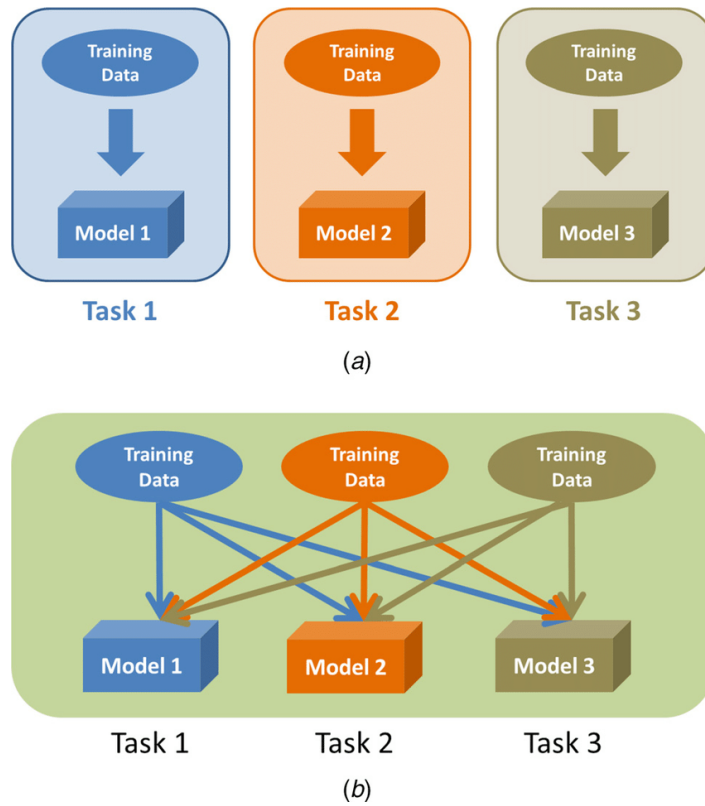 Training Training Training
Data Data Data
Model 1 Model 2 Model 3
Task 1 Task 2 Task 3
(a)
Training Training Training
Data Data Data
Model 1 Model 2 Model 3
Task 1 Task 2 Task 3
(b)